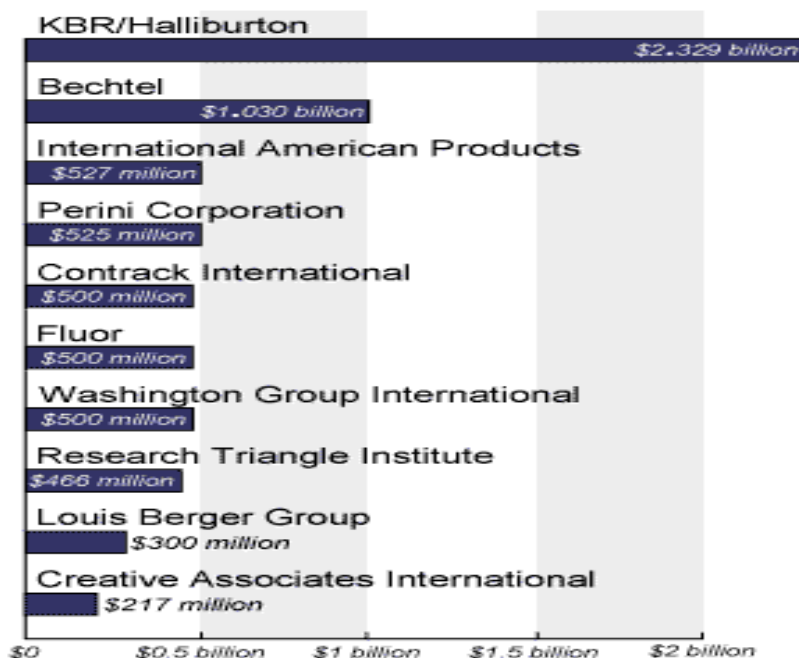 KBR/Halliburton
$2.329 billion
Bechtel
$1.030 billion
International American Products
$527 million
Perini Corporation
$525 million
Contrack International
$500 million
Fluor
$500 million
Washington Group International
$500 million
Research Triangle Institute
$466 million
Louis Berger Group
$300 million
Creative Associates International
$217 million
$0 $0.5 billion $1 billion $1.5 billion $2 billion